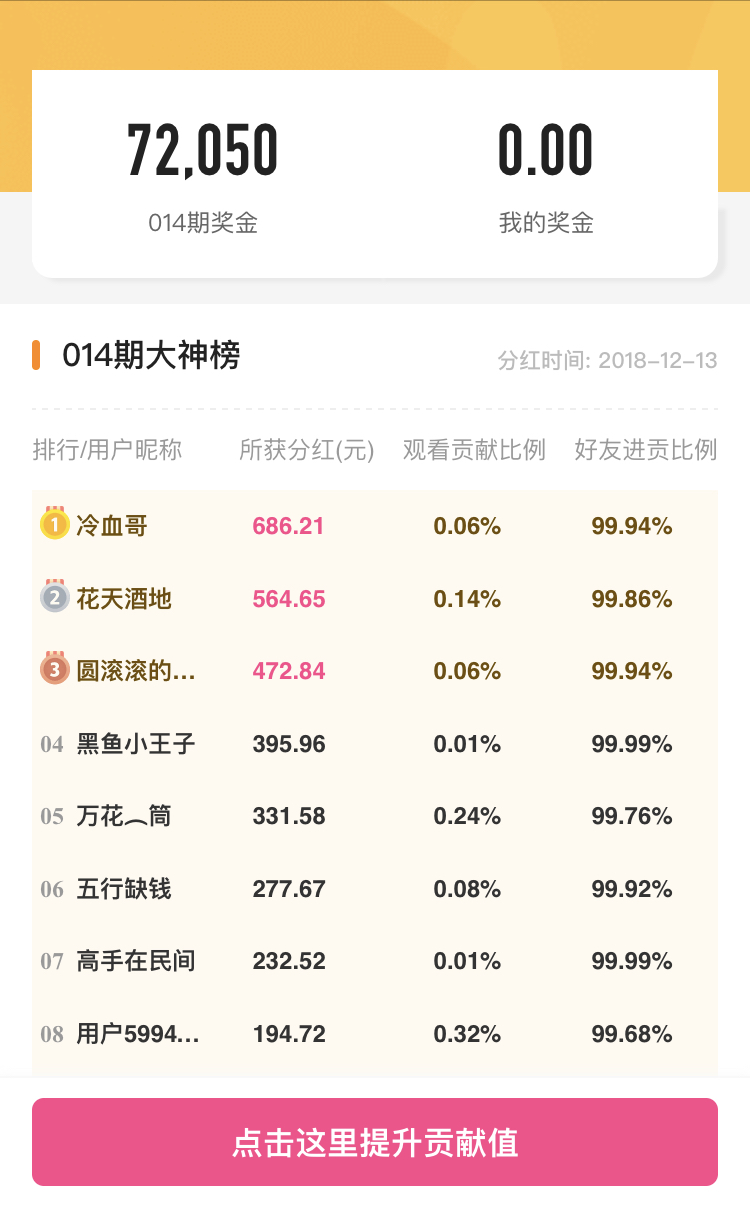 72,050 0.00
014期奖金 我的奖金
014期大神榜 分红时间: 2018-12-13
排行/用户昵称 所获分红(元) 观看贡献比例 好友进贡比例
1 冷血哥 686.21 0.06% 99.94%
2 花天酒地 564.65 0.14% 99.86%
3 圆滚滚的... 472.84 0.06% 99.94%
04 黑鱼小王子 395.96 0.01% 99.99%
05 万花︵筒 331.58 0.24% 99.76%
06 五行缺钱 277.67 0.08% 99.92%
07 高手在民间 232.52 0.01% 99.99%
08 用户5994... 194.72 0.32% 99.68%
点击这里提升贡献值